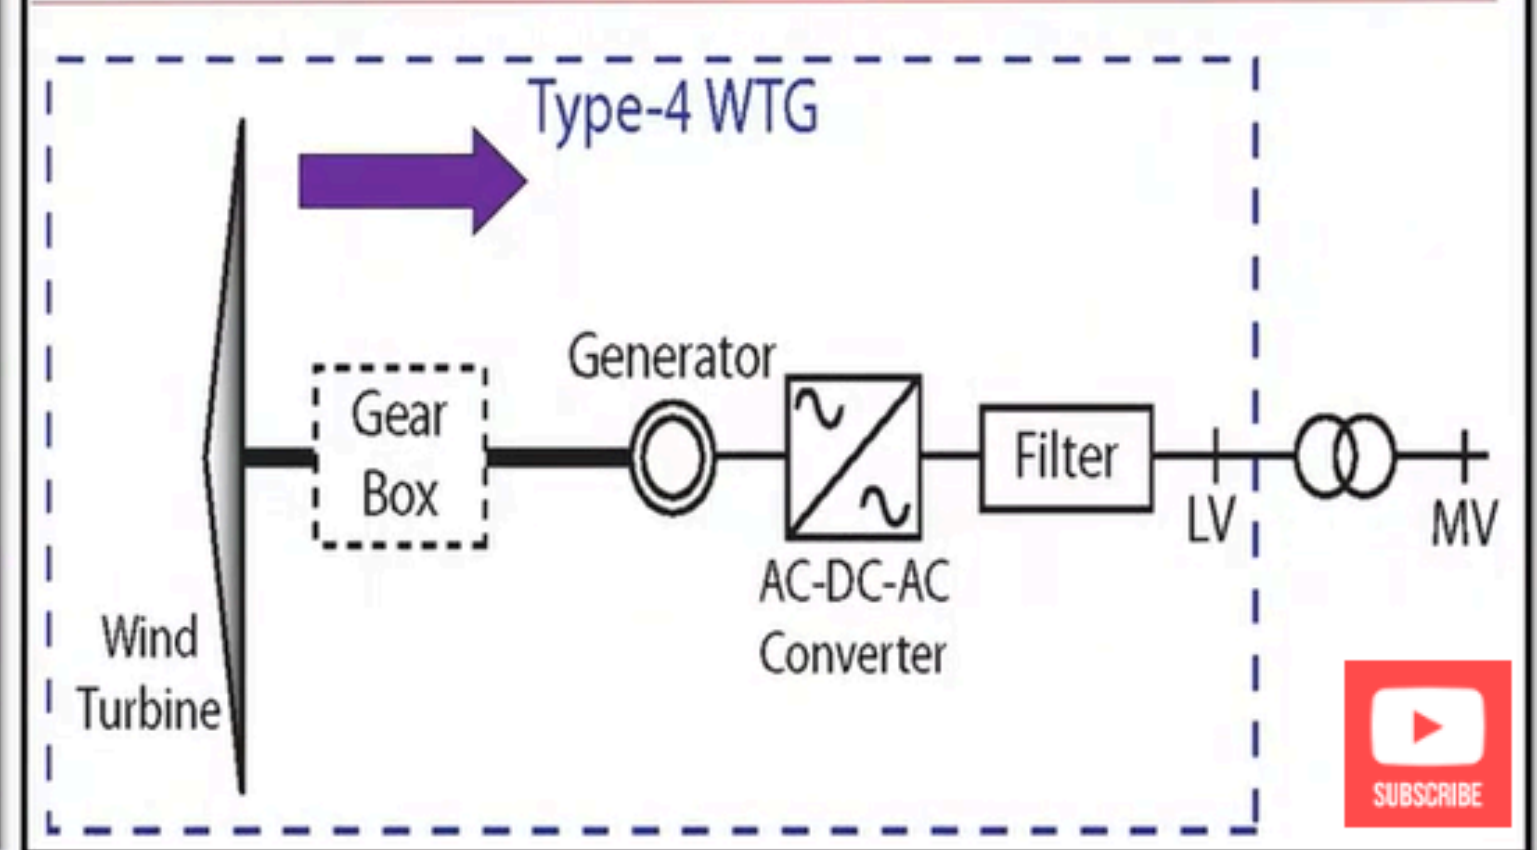 Type-4 WTG
Generator
Gear
Box
Filter
LV
MV
AC-DC-AC
Converter
Wind
Turbine
SUBSCRIBE